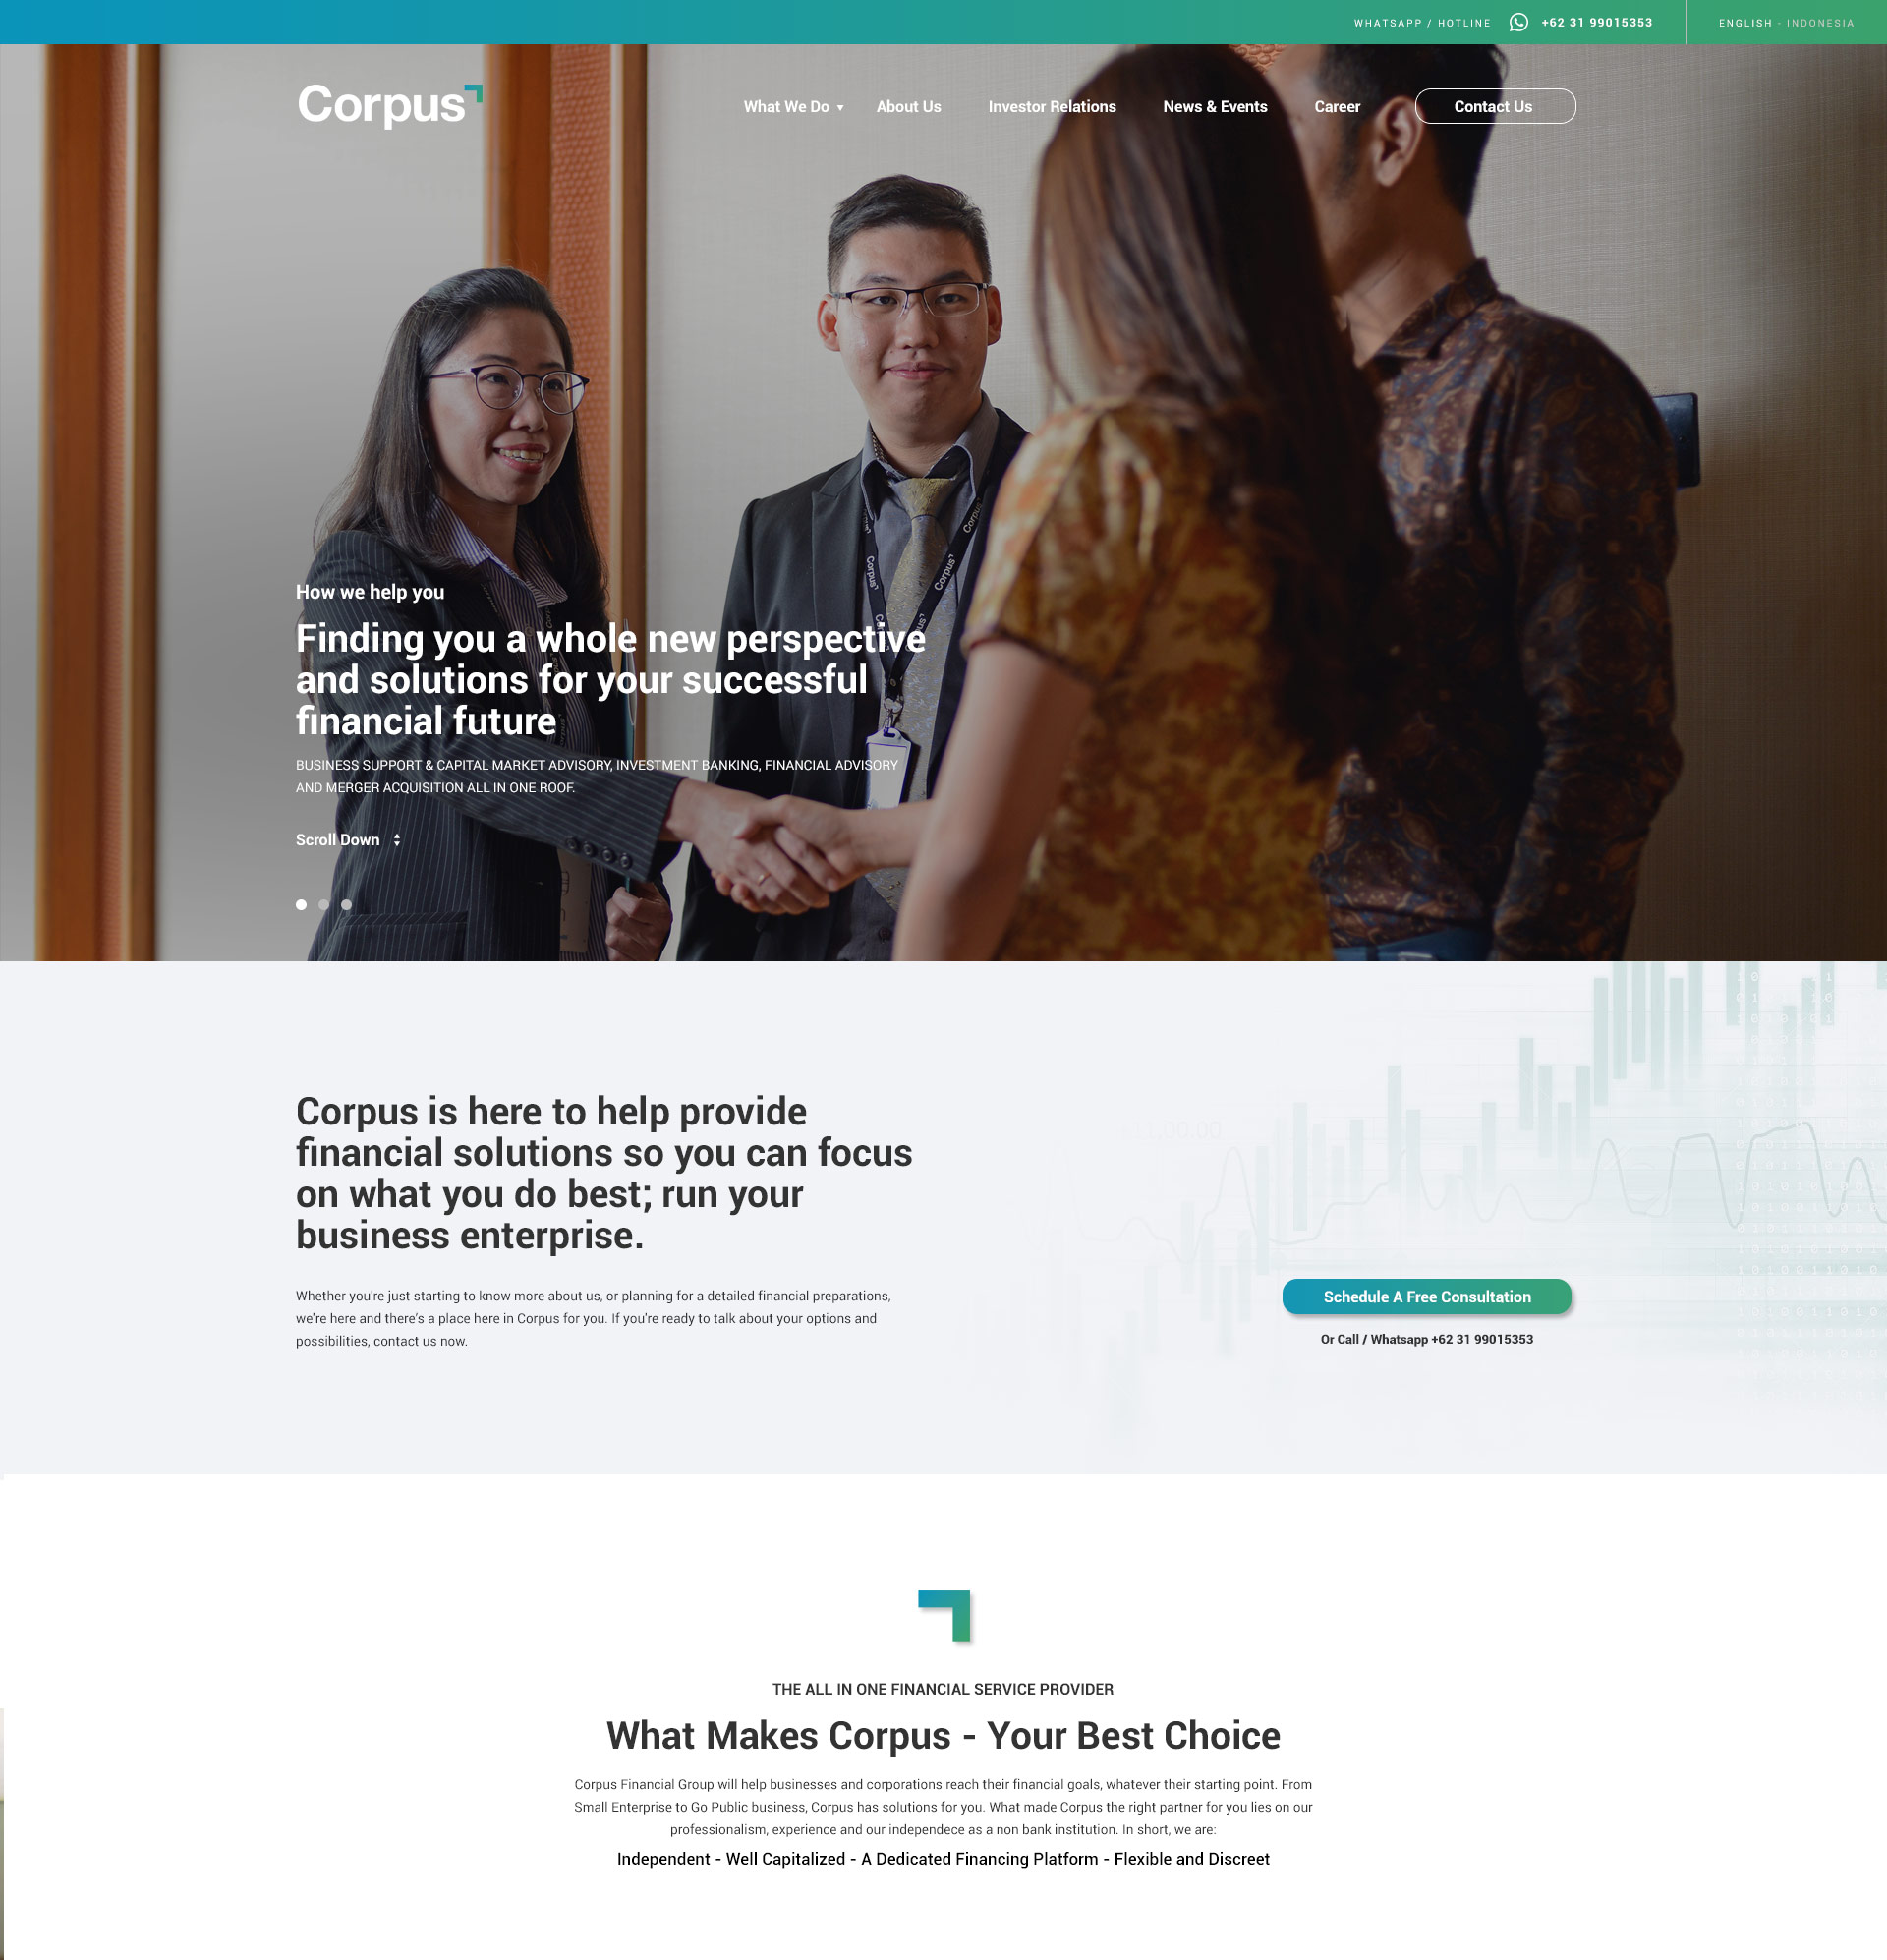 WHATSAPP / HOTLINE +62 31 99015353 ENGLISH - INDONESIA
Corpus
What We Do About Us Investor Relations News & Events Career Contact Us
Corpus
Corpus
Corpus
How we help you
Finding you a whole new perspective
and solutions for your successful
financial future
BUSINESS SUPPORT & CAPITAL MARKET ADVISORY, INVESTMENT BANKING, FINANCIAL ADVISORY
AND MERGER ACQUISITION ALL IN ONE ROOF.
Scroll Down
Corpus is here to help provide
financial solutions so you can focus
on what you do best; run your
business enterprise.
Whether you're just starting to know more about us, or planning for a detailed financial preparations,
we're here and there's a place here in Corpus for you. If you're ready to talk about your options and
possibilities, contact us now.
Schedule A Free Consultation
Or Call / Whatsapp +62 31 99015353
THE ALL IN ONE FINANCIAL SERVICE PROVIDER
What Makes Corpus - Your Best Choice
Corpus Financial Group will help businesses and corporations reach their financial goals, whatever their starting point. From
Small Enterprise to Go Public business, Corpus has solutions for you. What made Corpus the right partner for you lies on our
professionalism, experience and our independece as a non bank institution. In short, we are:
Independent - Well Capitalized - A Dedicated Financing Platform - Flexible and Discreet